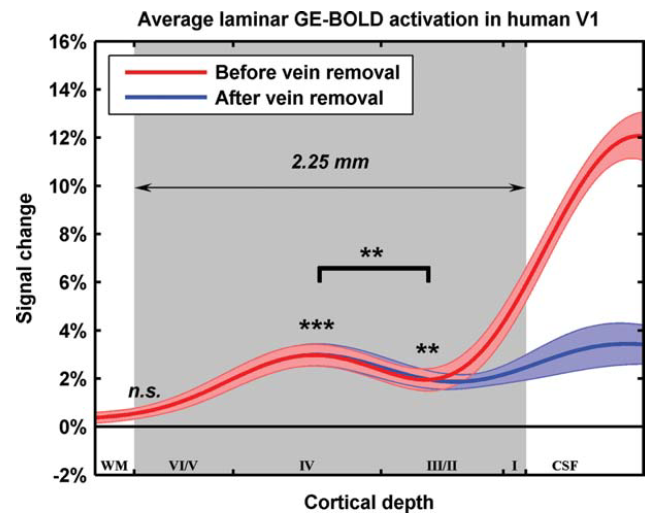 Average laminar GE-BOLD activation in human V1
16%
14%
12%
10%
8%
6%
4%
2%
0%
-2%
Signal change
Before vein removal
After vein removal
2.25 mm
**
***
**
n.s.
WM VI/V IV III/II I CSF
Cortical depth